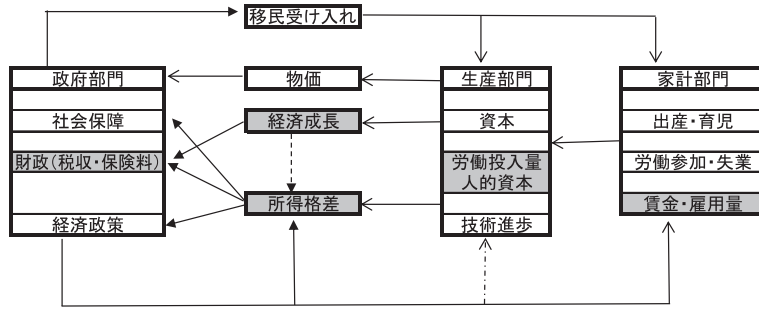 移民受け入れ
政府部門
物価
生産部門
家計部門
社会保障
経済成長
資本
出産・育児
財政(税収・保険料)
労働投入量
人的資本
労働参加・失業
所得格差
賃金・雇用量
経済政策
技術進歩